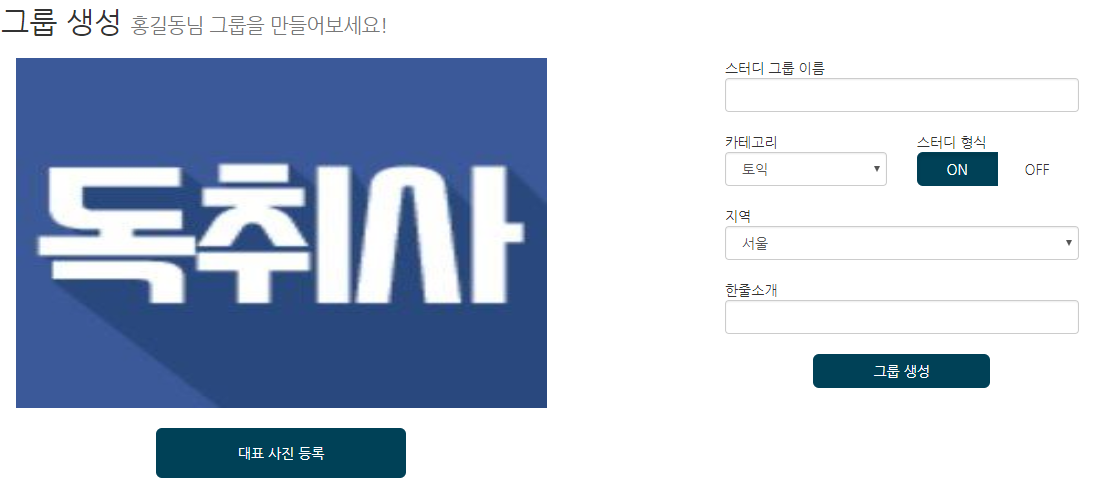 그룹 생성 홍길동님 그룹을 만들어보세요!
독취사
대표 사진 등록
스터디 그룹 이름
카테고리 스터디 형식
토익 ON OFF
지역
서울
한줄소개
그룹 생성